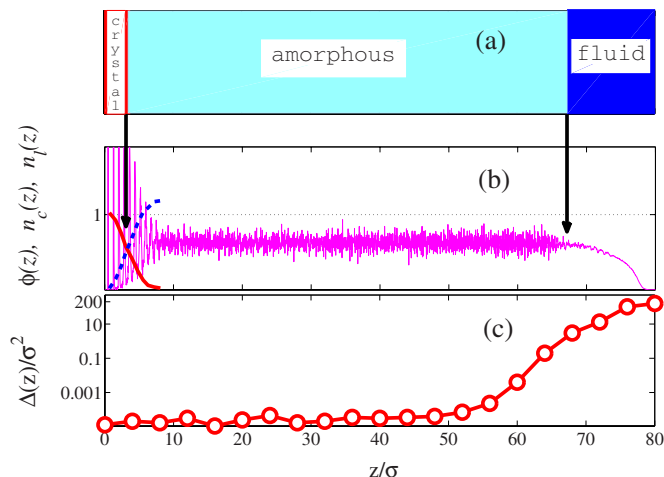 crystal
amorphous
(a)
fluid
ϕ(z), n_c(z), n_l(z)
1
(b)
Δ(z)/σ²
200
10
0.1
0.001
(c)
0 10 20 30 40 50 60 70 80
z/σ